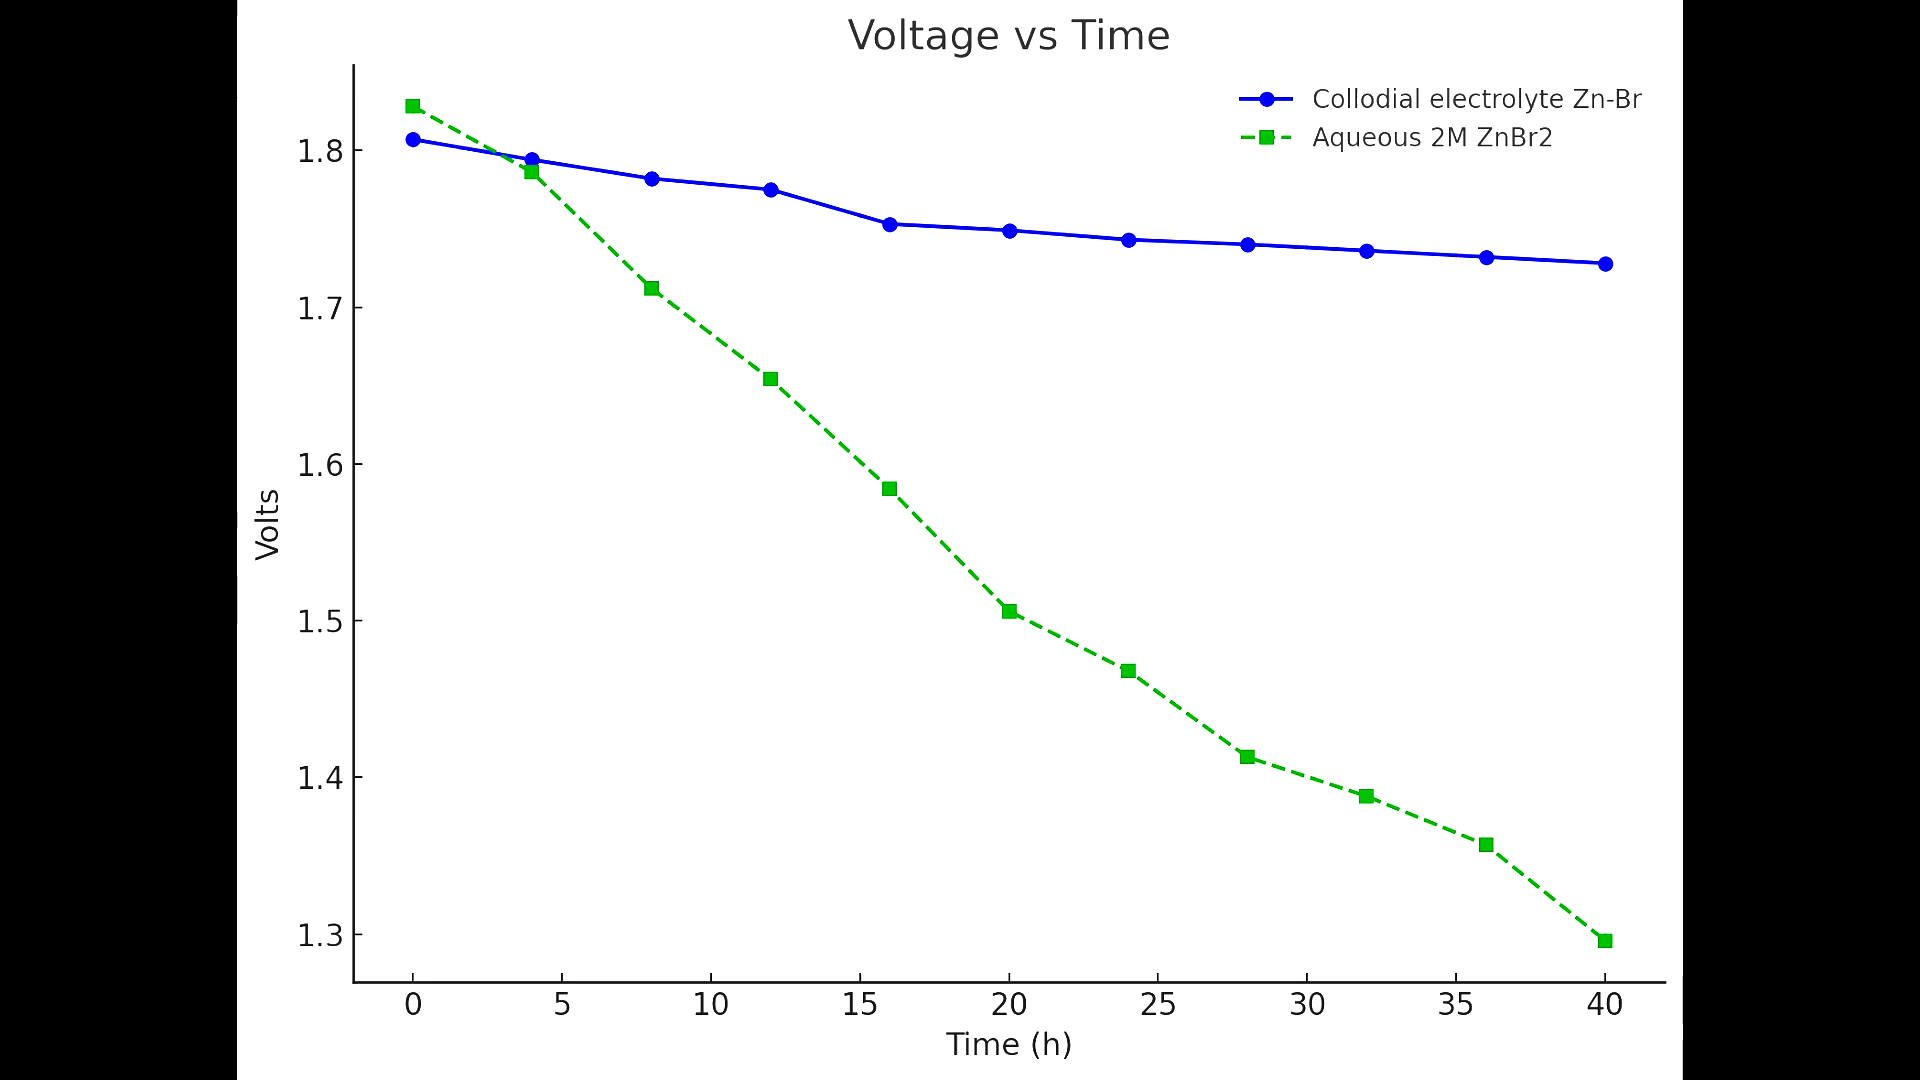 Voltage vs Time
Collodial electrolyte Zn-Br
Aqueous 2M ZnBr2
1.8
1.7
1.6
1.5
1.4
1.3
Volts
0 5 10 15 20 25 30 35 40
Time (h)